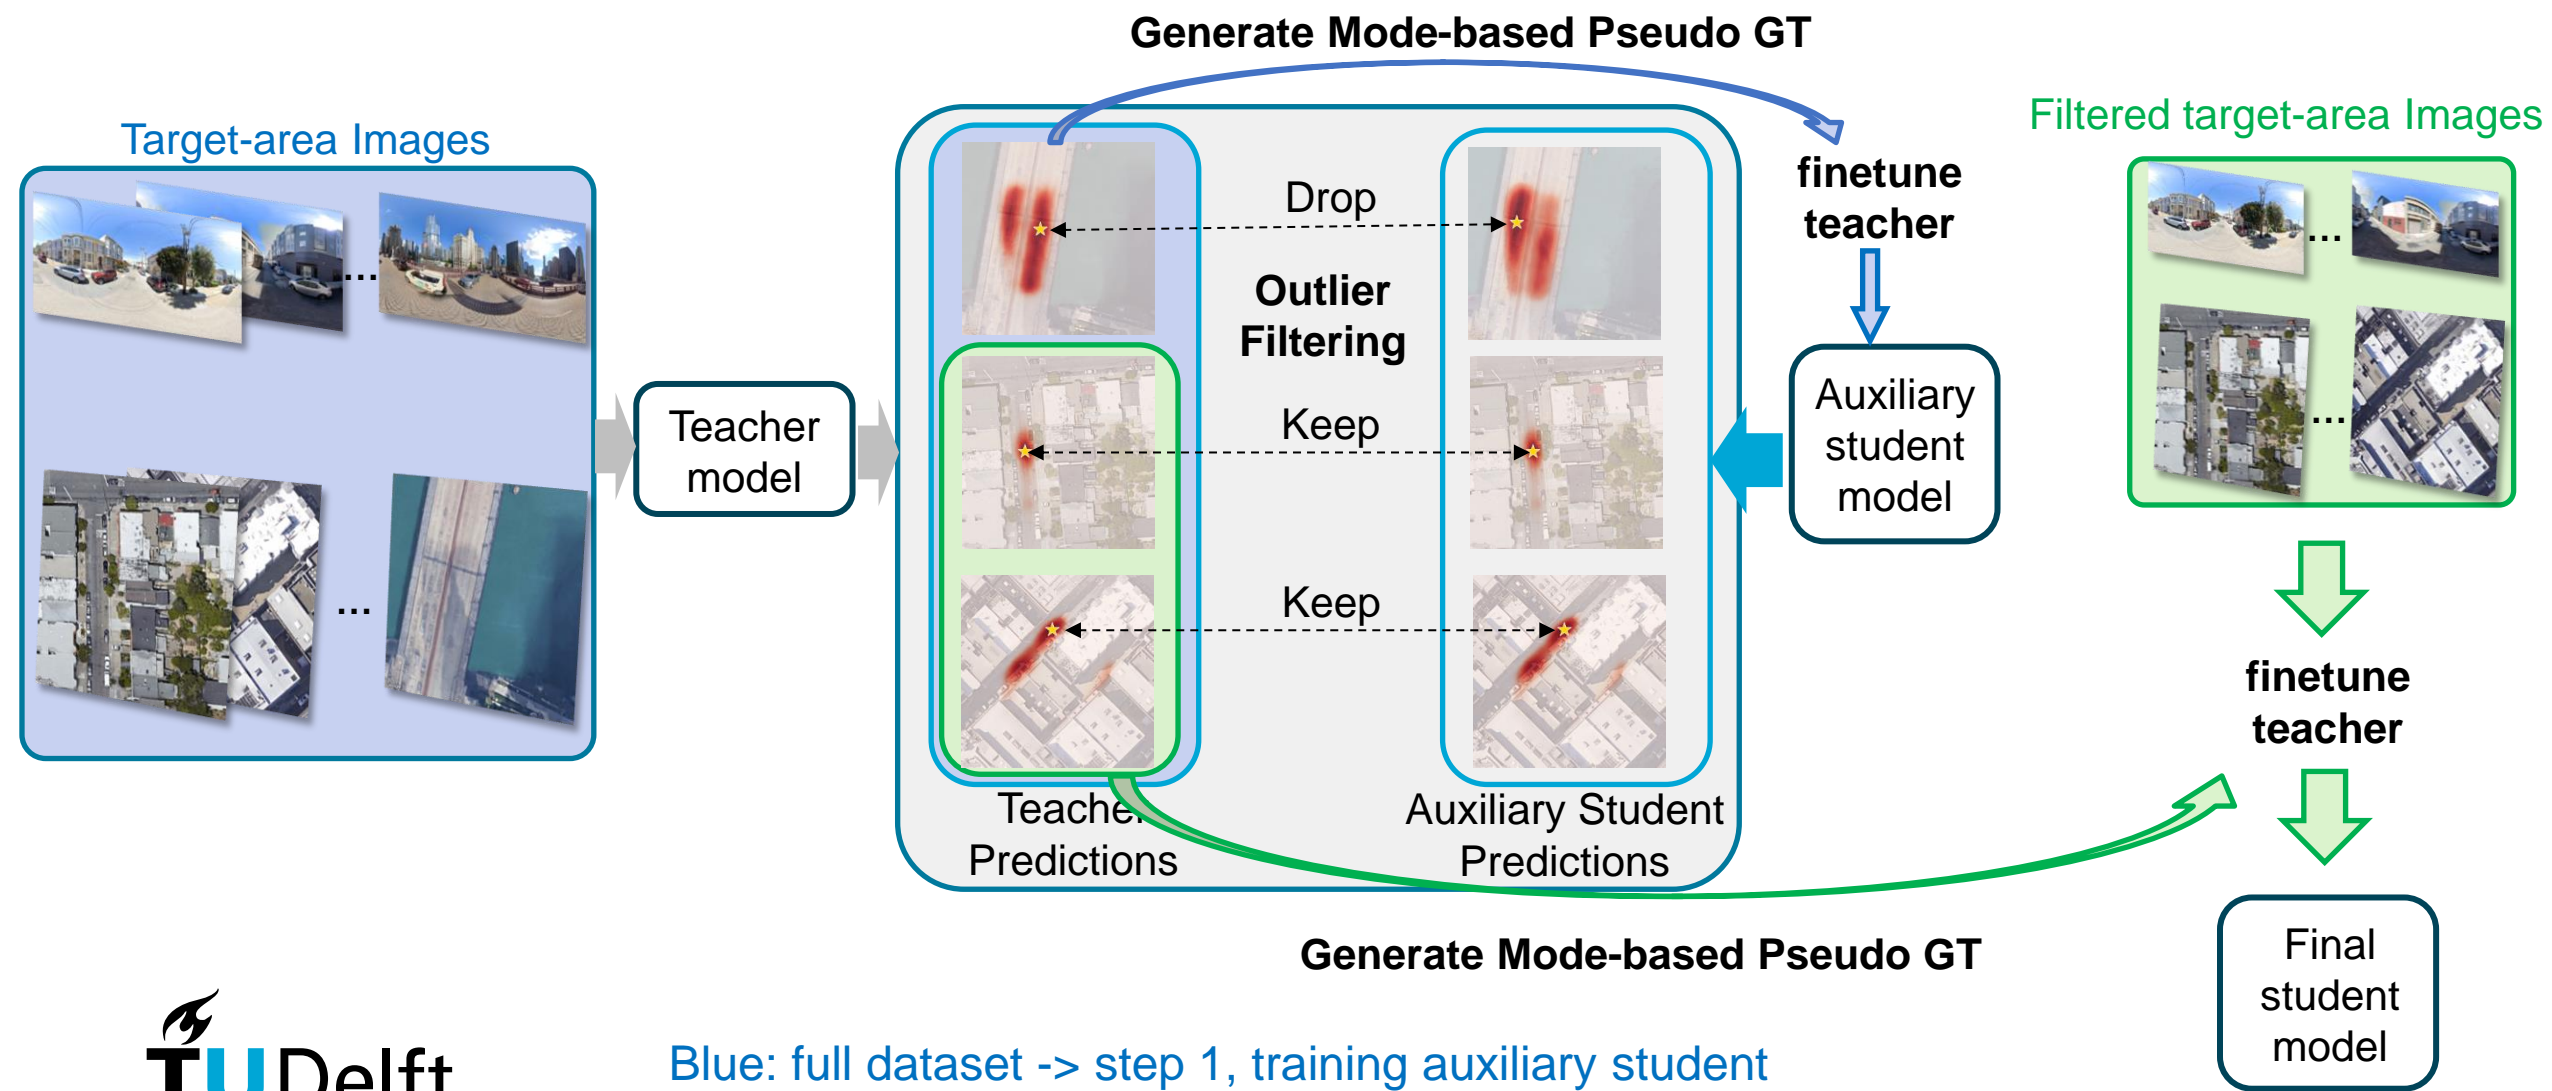 Generate Mode-based Pseudo GT
Target-area Images
Filtered target-area Images
...
...
Teacher
model
Drop
Outlier
Filtering
Keep
Keep
Teacher
Predictions
Auxiliary Student
Predictions
finetune
teacher
Auxiliary
student
model
...
...
finetune
teacher
Generate Mode-based Pseudo GT
Final
student
model
TUDelft
Blue: full dataset -> step 1, training auxiliary student